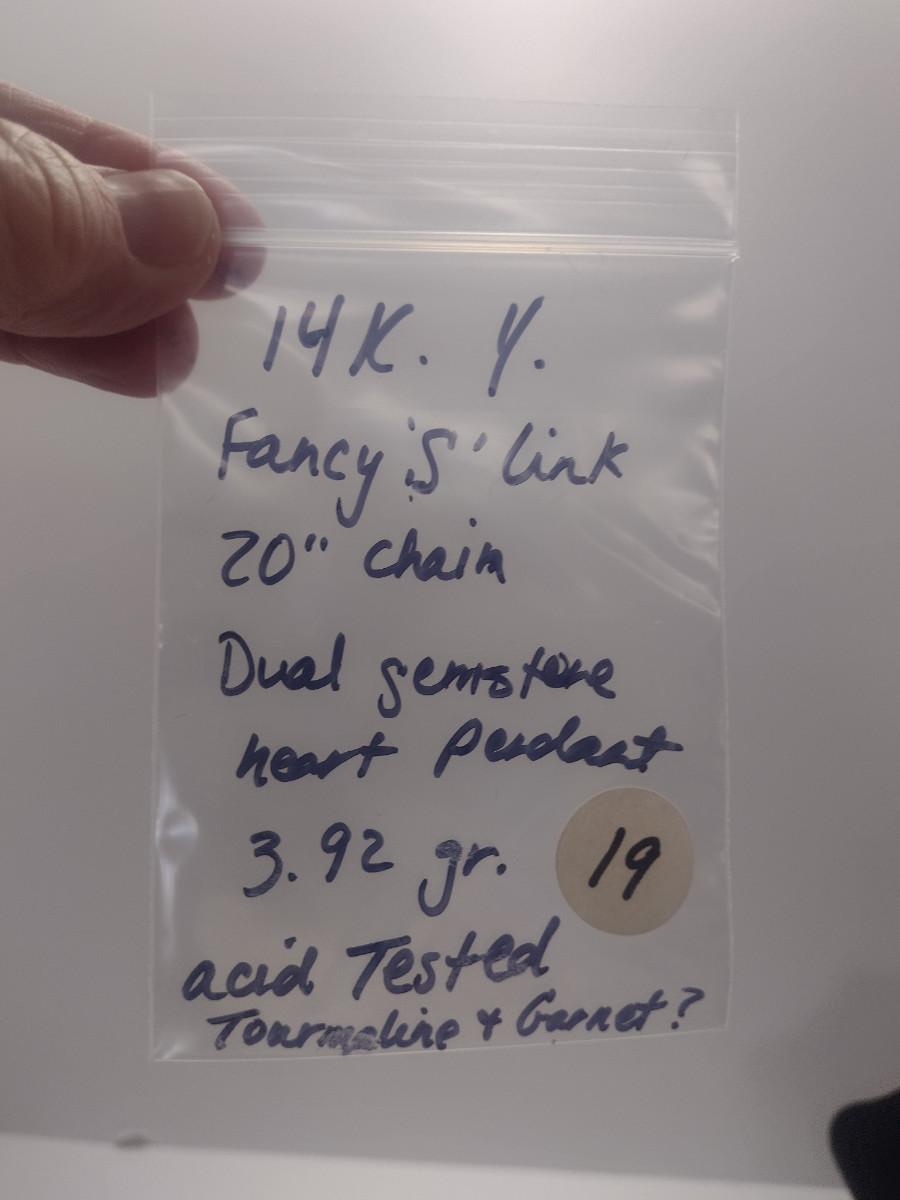 14K. Y.
Fancy 'S' link
20" chain
Dual gemstone
heart Pendant
3.92 gr.
19
acid Tested
Tourmaline & Garnet?